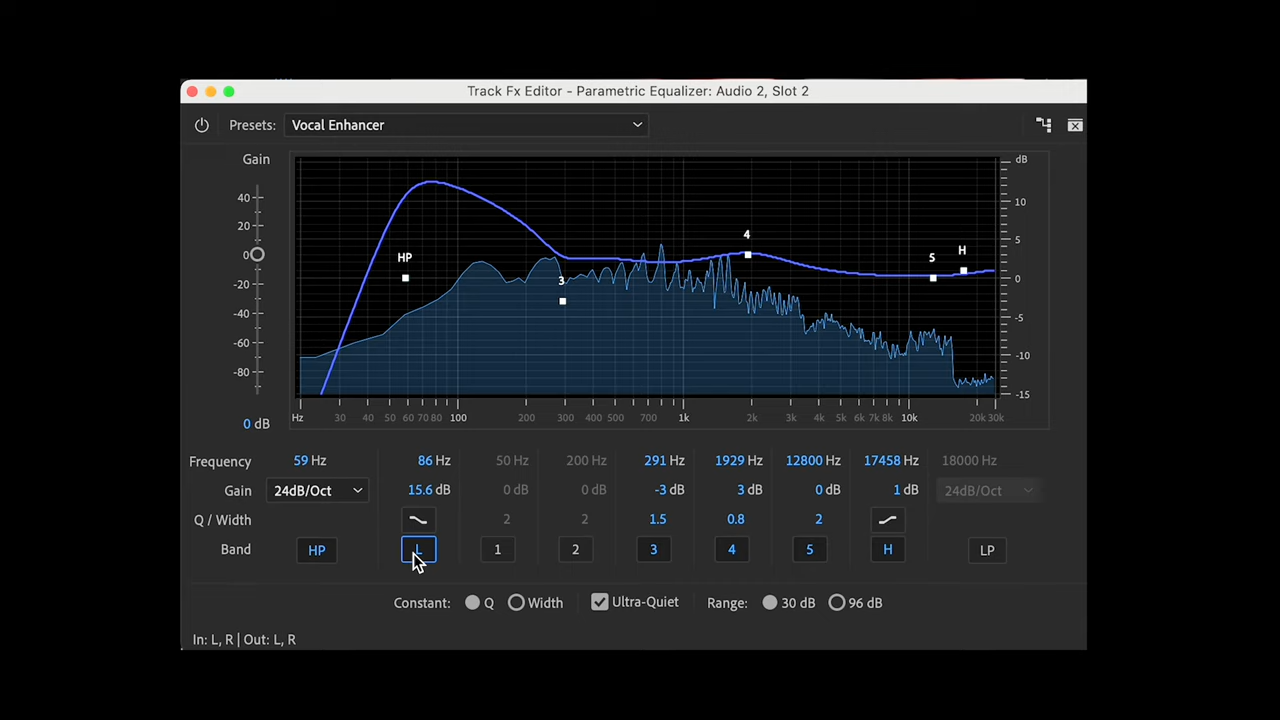 Track Fx Editor - Parametric Equalizer: Audio 2, Slot 2
Presets: Vocal Enhancer
Gain dB
40
20
0
-20
-40
-60
-80
0 dB
HP
3
4
5
H
10
5
0
-5
-10
-15
Hz 30 40 50 60 70 80 100 200 300 400 500 700 1k 2k 3k 4k 5k 6k 7k 8k 10k 20k 30k
Frequency 59 Hz 86 Hz 50 Hz 200 Hz 291 Hz 1929 Hz 12800 Hz 17458 Hz 18000 Hz
Gain 24dB/Oct 15.6 dB 0 dB 0 dB -3 dB 3 dB 0 dB 1 dB 24dB/Oct
Q / Width 2 2 1.5 0.8 2
Band HP L 1 2 3 4 5 H LP
Constant: Q Width Ultra-Quiet Range: 30 dB 96 dB
In: L, R | Out: L, R